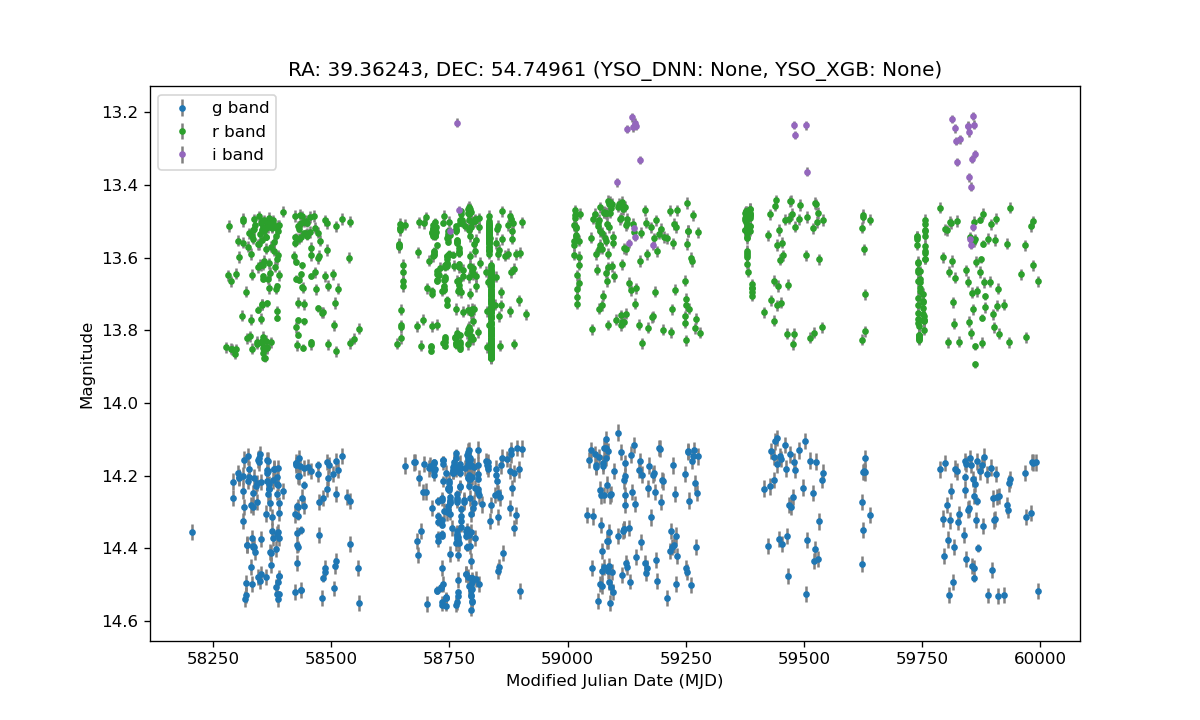 RA: 39.36243, DEC: 54.74961 (YSO_DNN: None, YSO_XGB: None)
g band
r band
i band
13.2
13.4
13.6
13.8
14.0
14.2
14.4
14.6
Magnitude
58250 58500 58750 59000 59250 59500 59750 60000
Modified Julian Date (MJD)